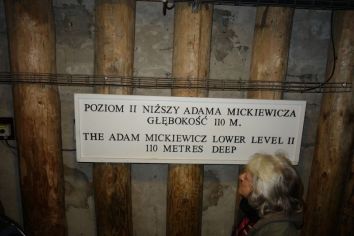 POZIOM II NIŻSZY ADAMA MICKIEWICZA
GŁĘBOKOŚĆ 110 M.
THE ADAM MICKIEWICZ LOWER LEVEL II
110 METRES DEEP